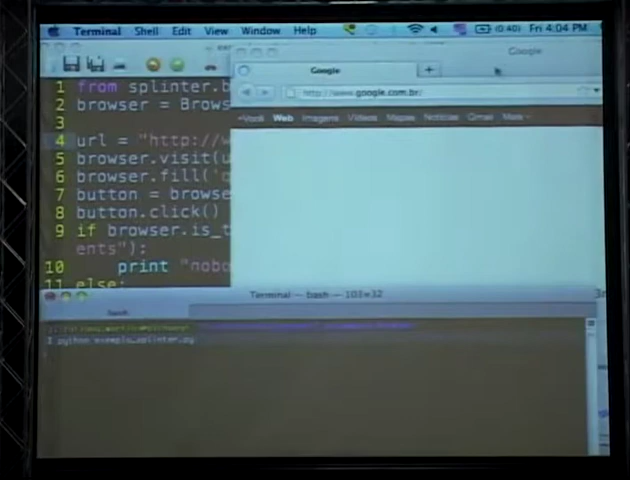 Terminal Shell Edit View Window Help (0:40) Fri 4:04 PM
Google
Google
http://www.google.com.br/
+Você Web Imagens Vídeos Mapas Notícias Gmail Mais
1 from splinter.b
2 browser = Brows
3
4 url = "http://w
5 browser.visit(u
6 browser.fill('q
7 button = browse
8 button.click()
9 if browser.is_t
ents"):
10 print "nobo
11 else:
Terminal — bash — 103×32
bash
$ python exemplo_splinter.py